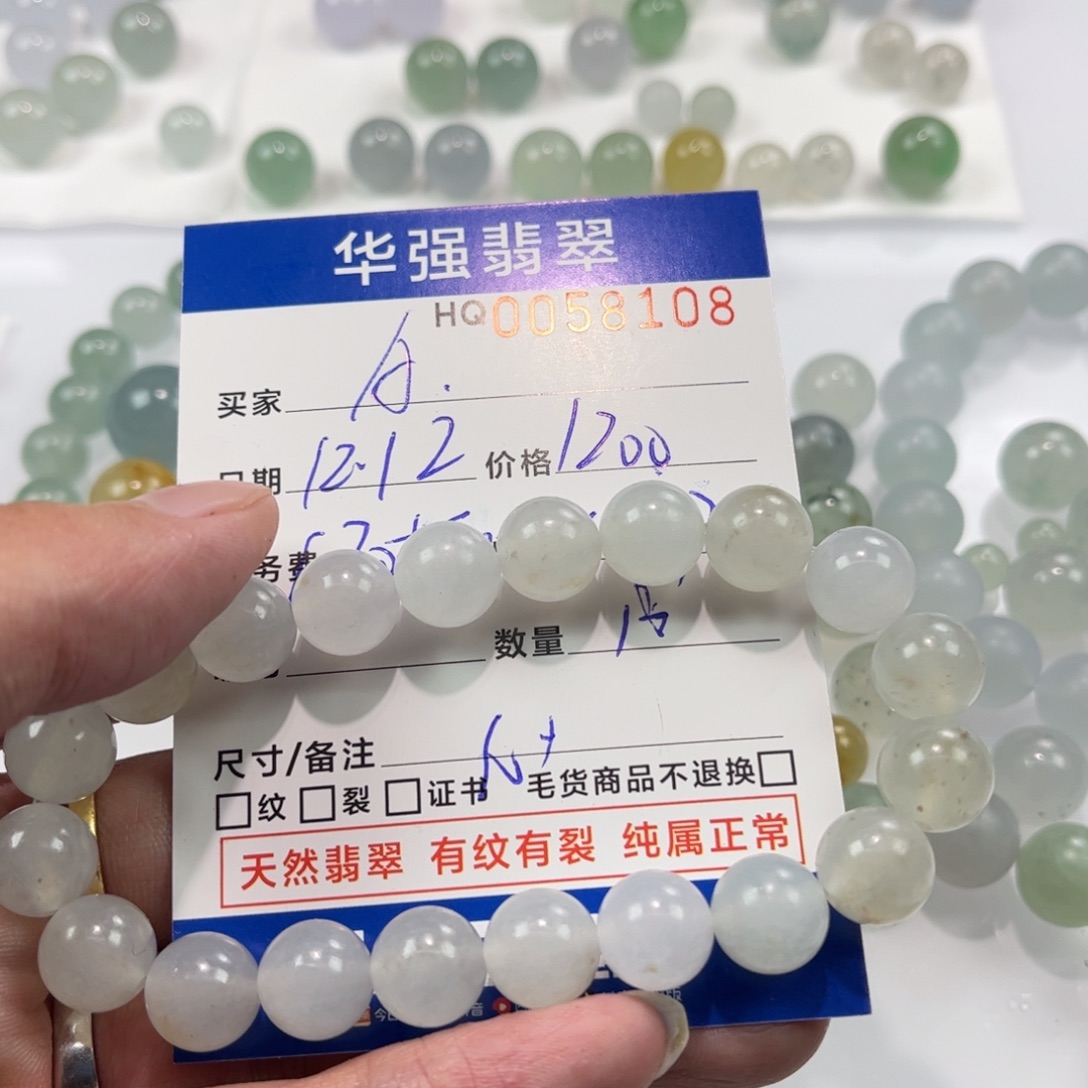 华强翡翠
HQ0058108
买家 A.
日期 12.12 价格 1200
务费
数量
尺寸/备注
纹 裂 证书 毛货商品不退换
天然翡翠 有纹有裂 纯属正常